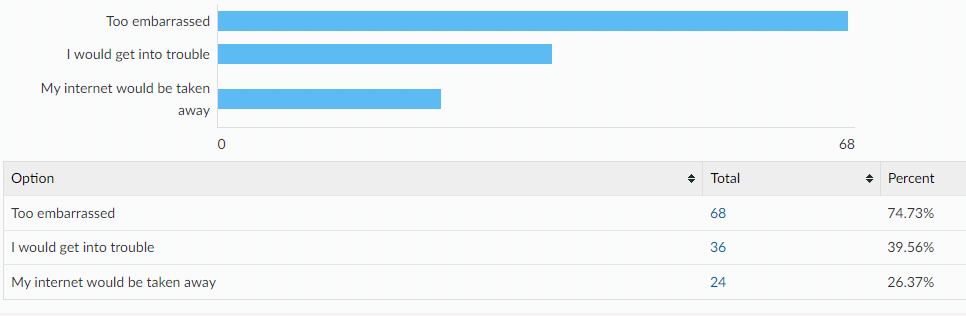 Too embarrassed
I would get into trouble
My internet would be taken
away
0 68
Option Total Percent
Too embarrassed 68 74.73%
I would get into trouble 36 39.56%
My internet would be taken away 24 26.37%